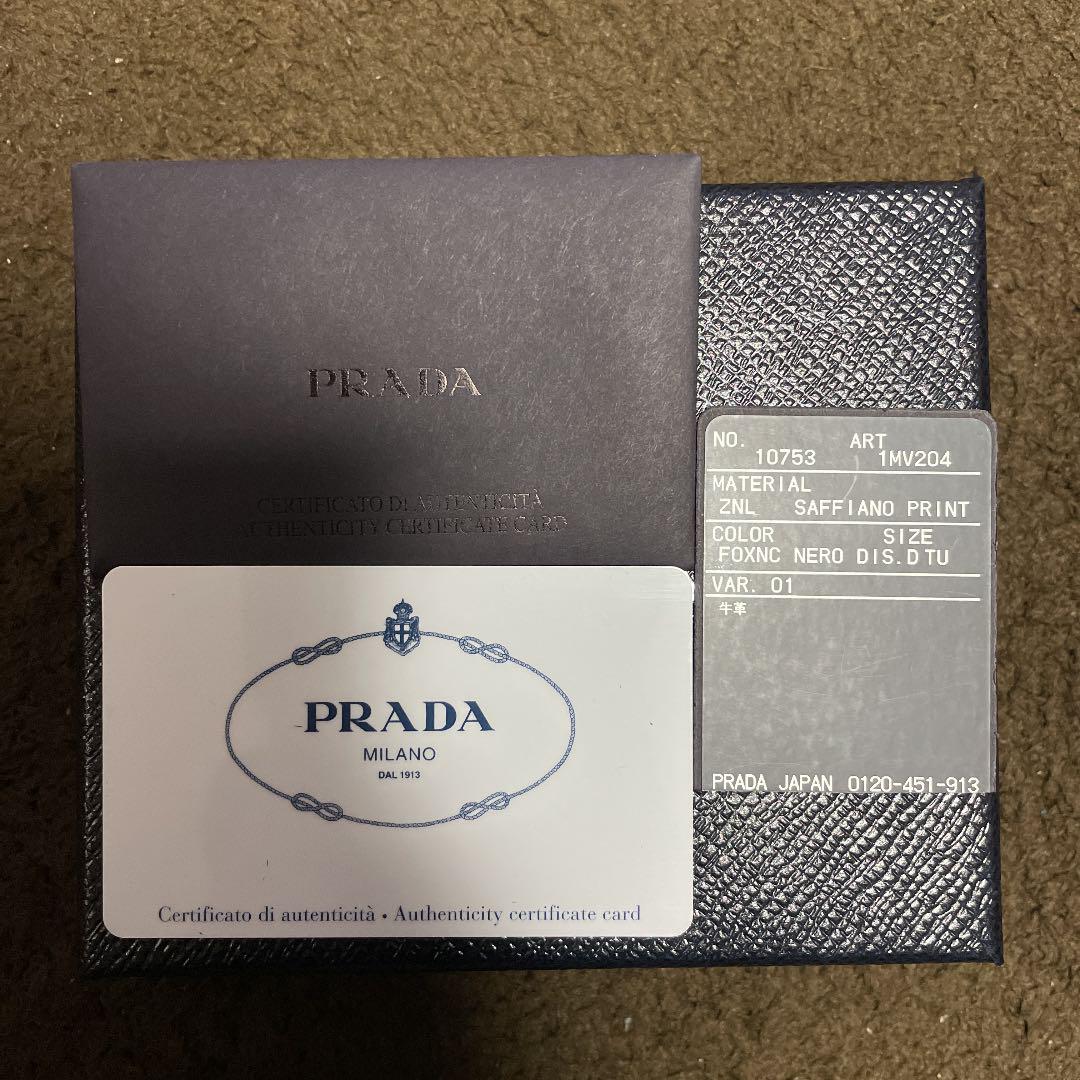 PRADA
CERTIFICATO DI AUTENTICITÀ
AUTHENTICITY CERTIFICATE CARD
PRADA
MILANO
DAL 1913
Certificato di autenticità • Authenticity certificate card
NO. ART
10753 1MV204
MATERIAL
ZNL SAFFIANO PRINT
COLOR SIZE
F0XNC NERO DIS.D TU
VAR. 01
牛革
PRADA JAPAN 0120-451-913